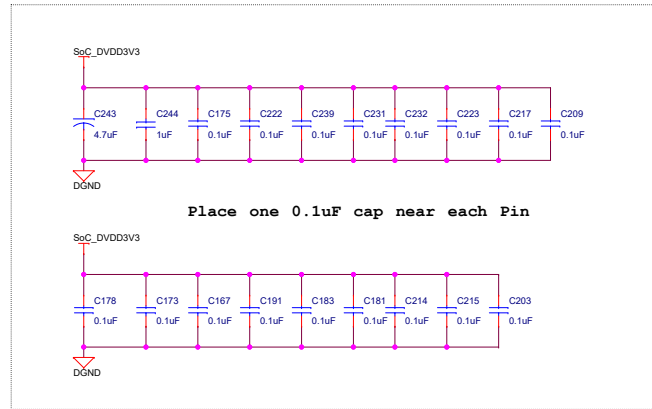 SoC_DVDD3V3
C243 C244 C175 C222 C239 C231 C232 C223 C217 C209
4.7uF 1uF 0.1uF 0.1uF 0.1uF 0.1uF 0.1uF 0.1uF 0.1uF 0.1uF
DGND
Place one 0.1uF cap near each Pin
SoC_DVDD3V3
C178 C173 C167 C191 C183 C181 C214 C215 C203
0.1uF 0.1uF 0.1uF 0.1uF 0.1uF 0.1uF 0.1uF 0.1uF 0.1uF
DGND